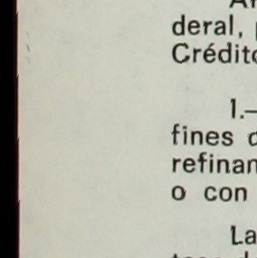 deral,
Crédito
1.—
fines
refinan
o con
La